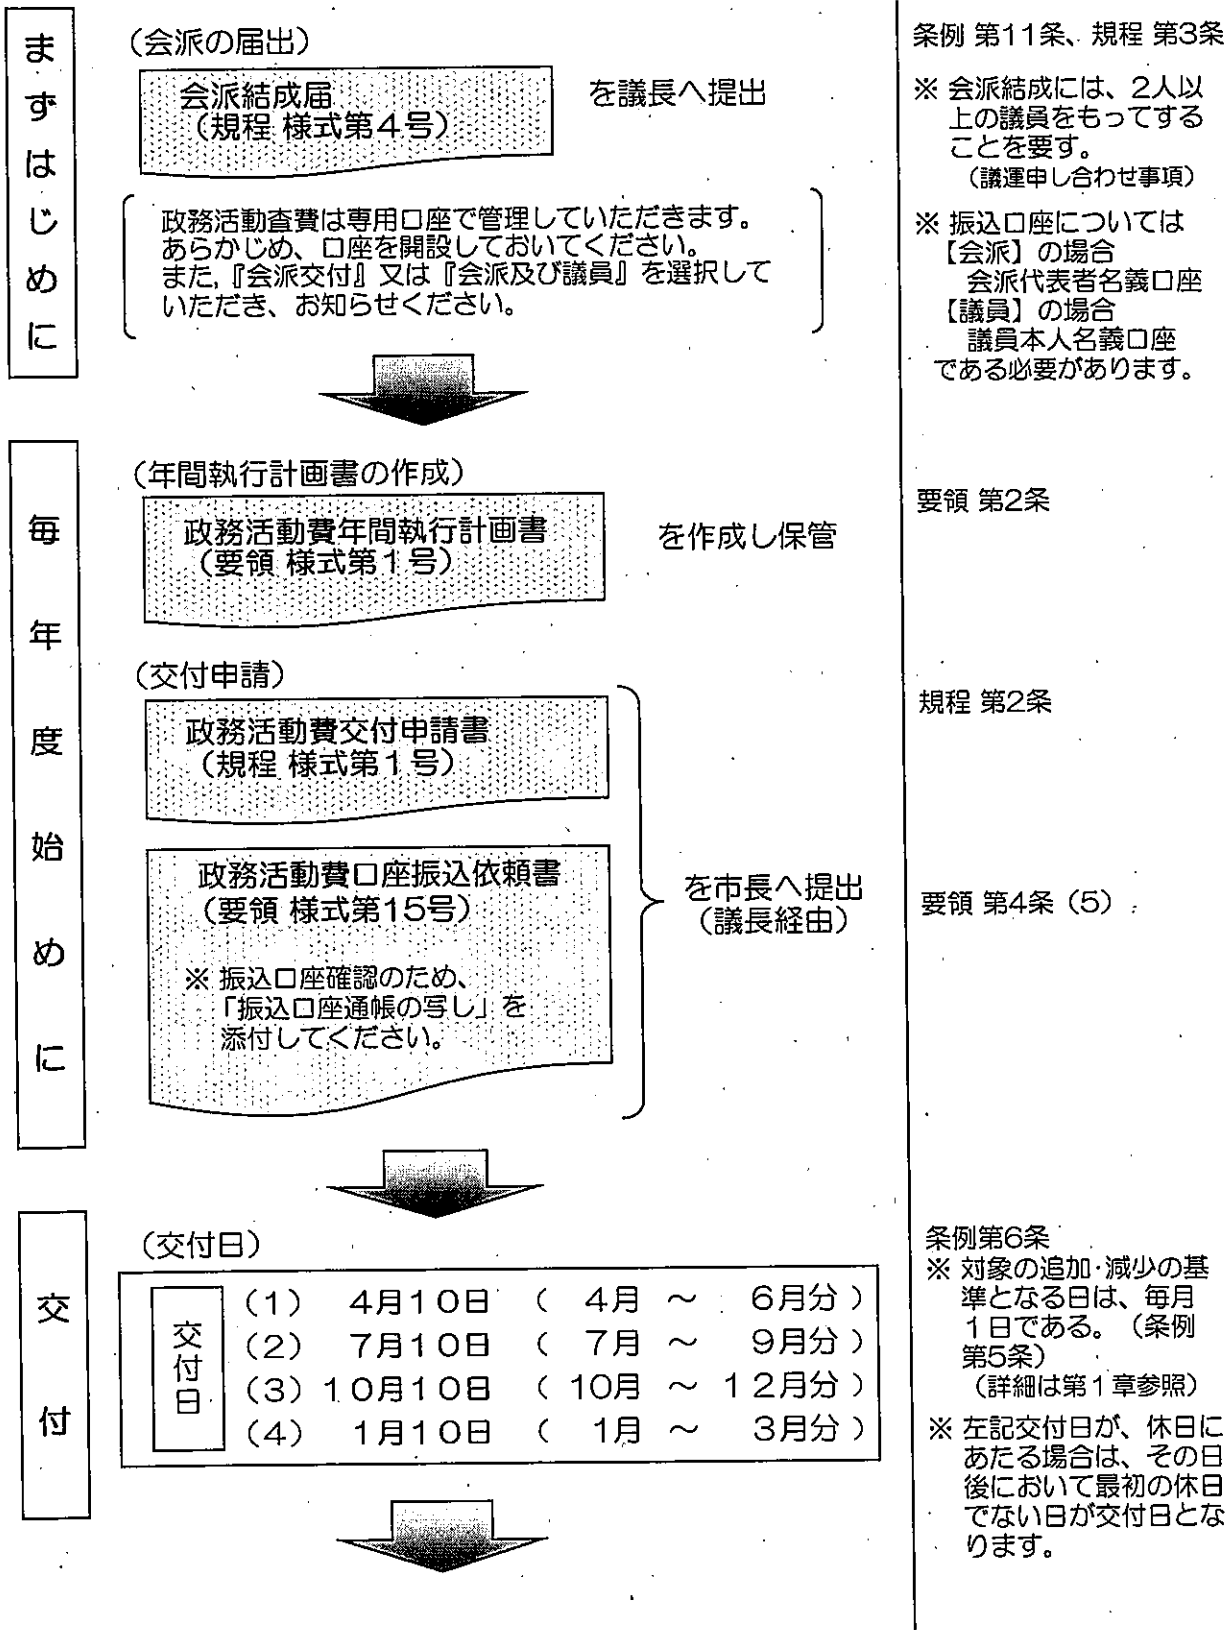 まずはじめに
(会派の届出)
会派結成届
(規程 様式第4号)
を議長へ提出
政務活動査費は専用口座で管理していただきます。
あらかじめ、口座を開設しておいてください。
また,『会派交付』又は『会派及び議員』を選択して
いただき、お知らせください。
条例 第11条、規程 第3条
※ 会派結成には、2人以
上の議員をもってする
ことを要す。
(議運申し合わせ事項)
※ 振込口座については
【会派】の場合
会派代表者名義口座
【議員】の場合
議員本人名義口座
である必要があります。
毎年度始めに
(年間執行計画書の作成)
政務活動費年間執行計画書
(要領 様式第1号)
を作成し保管
要領 第2条
(交付申請)
政務活動費交付申請書
(規程 様式第1号)
規程 第2条
政務活動費口座振込依頼書
(要領 様式第15号)
※ 振込口座確認のため、
「振込口座通帳の写し」を
添付してください。
を市長へ提出
(議長経由)
要領 第4条(5)
交付
(交付日)
交付日
(1) 4月10日 ( 4月 ~ 6月分)
(2) 7月10日 ( 7月 ~ 9月分)
(3) 10月10日 (10月 ~ 12月分)
(4) 1月10日 ( 1月 ~ 3月分)
条例第6条
※ 対象の追加・減少の基
準となる日は、毎月
1日である。(条例
第5条)
(詳細は第1章参照)
※ 左記交付日が、休日に
あたる場合は、その日
後において最初の休日
でない日が交付日とな
ります。